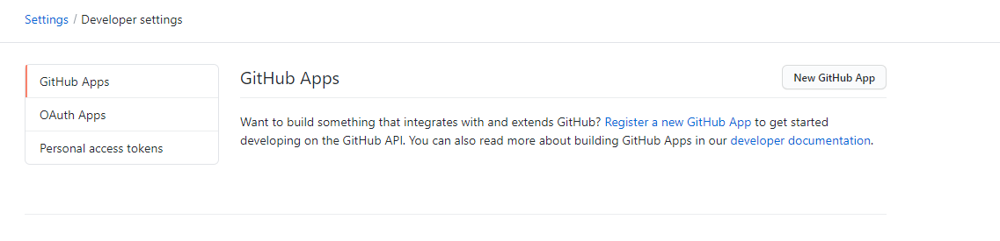 Settings / Developer settings
GitHub Apps
OAuth Apps
Personal access tokens
GitHub Apps
New GitHub App
Want to build something that integrates with and extends GitHub? Register a new GitHub App to get started
developing on the GitHub API. You can also read more about building GitHub Apps in our developer documentation.